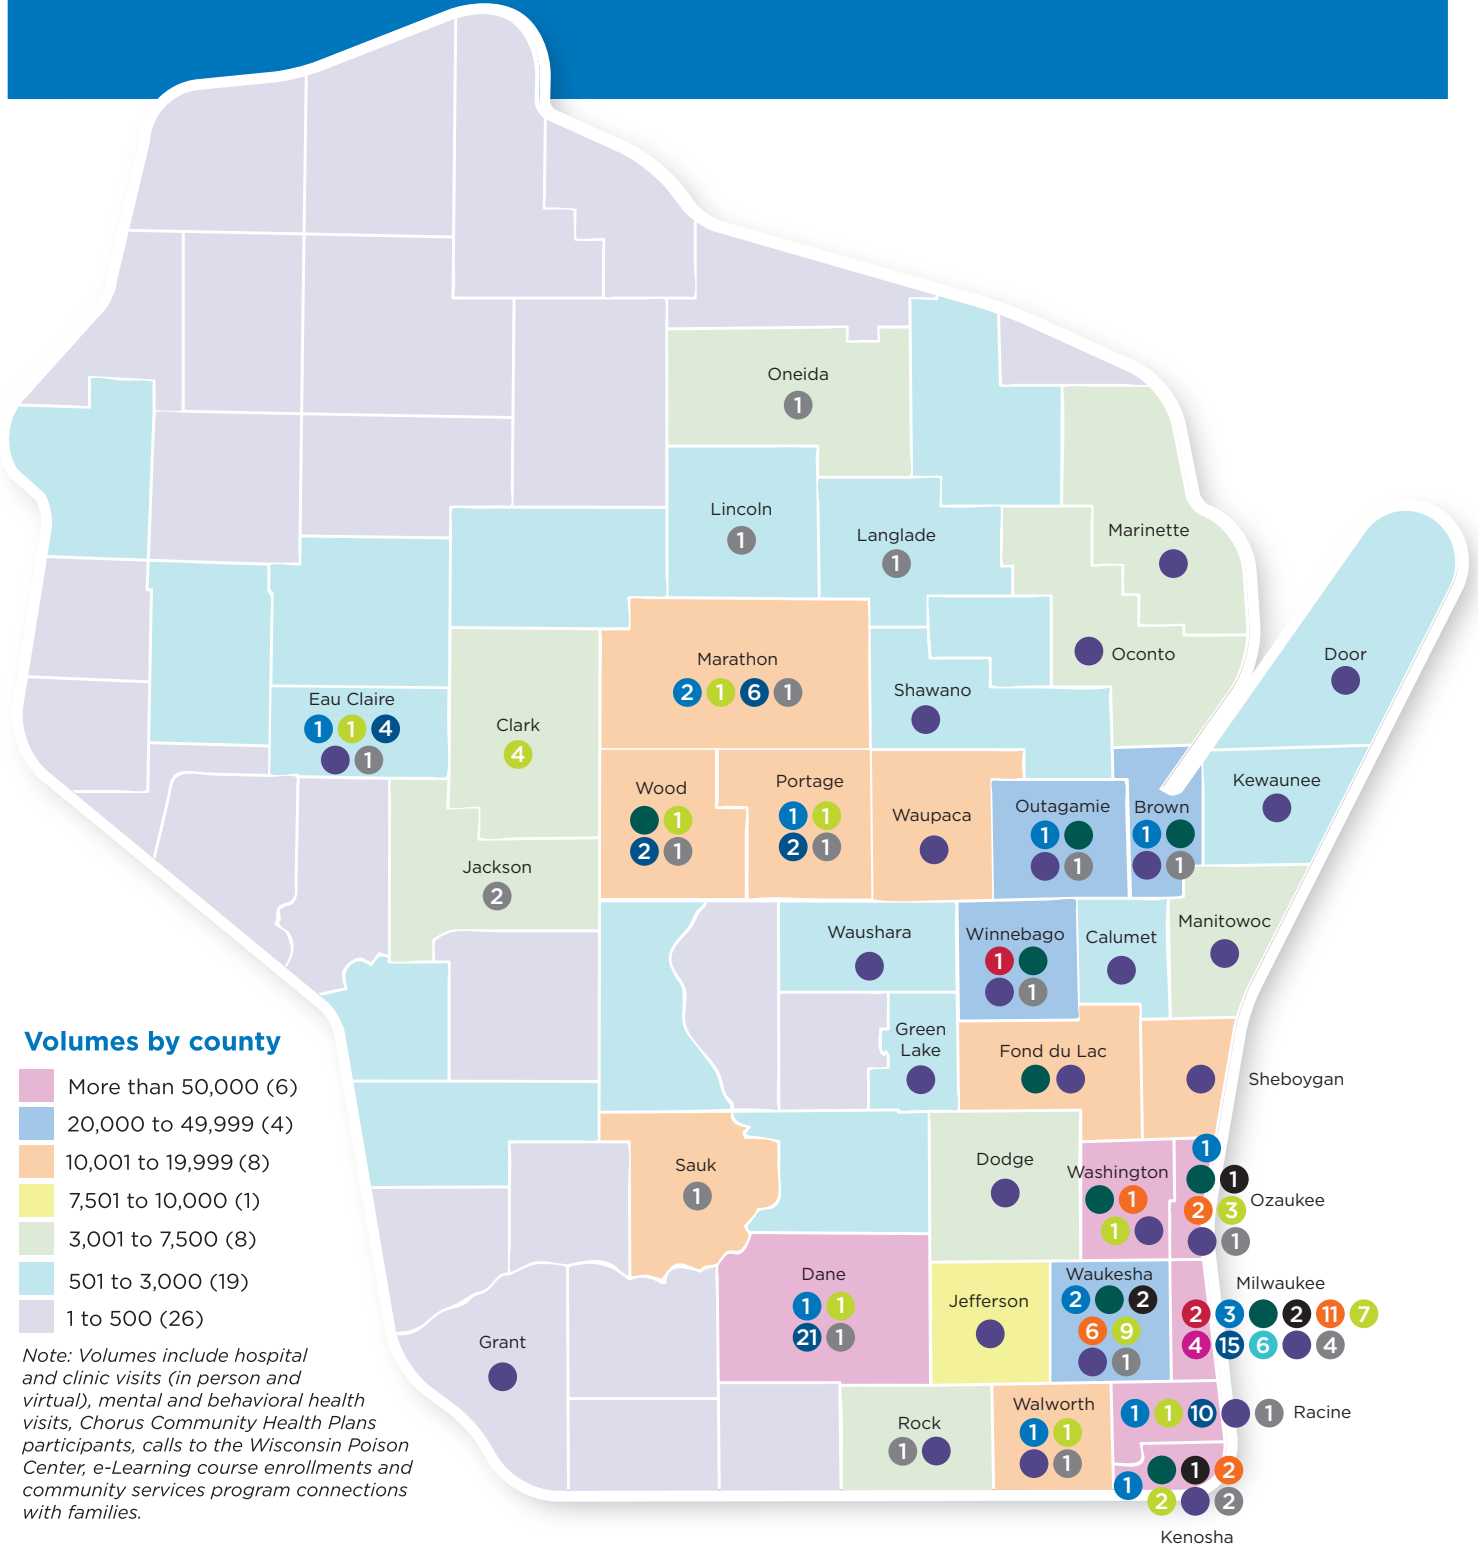 Oneida
1
Lincoln
1
Langlade
1
Marinette
Oconto
Door
Marathon
2 1 6 1
Shawano
Eau Claire
1 1 4
1
Clark
4
Wood
1
2 1
Portage
1 1
2 1
Waupaca
Outagamie
1
1
Brown
1
1
Kewaunee
Jackson
2
Waushara
Winnebago
1
1
Calumet
Manitowoc
Green
Lake
Fond du Lac
Sheboygan
Volumes by county
More than 50,000 (6)
20,000 to 49,999 (4)
10,001 to 19,999 (8)
7,501 to 10,000 (1)
3,001 to 7,500 (8)
501 to 3,000 (19)
1 to 500 (26)
Note: Volumes include hospital
and clinic visits (in person and
virtual), mental and behavioral health
visits, Chorus Community Health Plans
participants, calls to the Wisconsin Poison
Center, e-Learning course enrollments and
community services program connections
with families.
Sauk
1
Dodge
Washington
1
1
1
1
2 3
1
Ozaukee
Dane
1 1
21 1
Jefferson
Waukesha
2 2
6 9
1
Milwaukee
2 3 2 11 7
4 15 6 4
Grant
Rock
1
Walworth
1 1
1
1 1 10 1 Racine
1 2
1
2 2
Kenosha